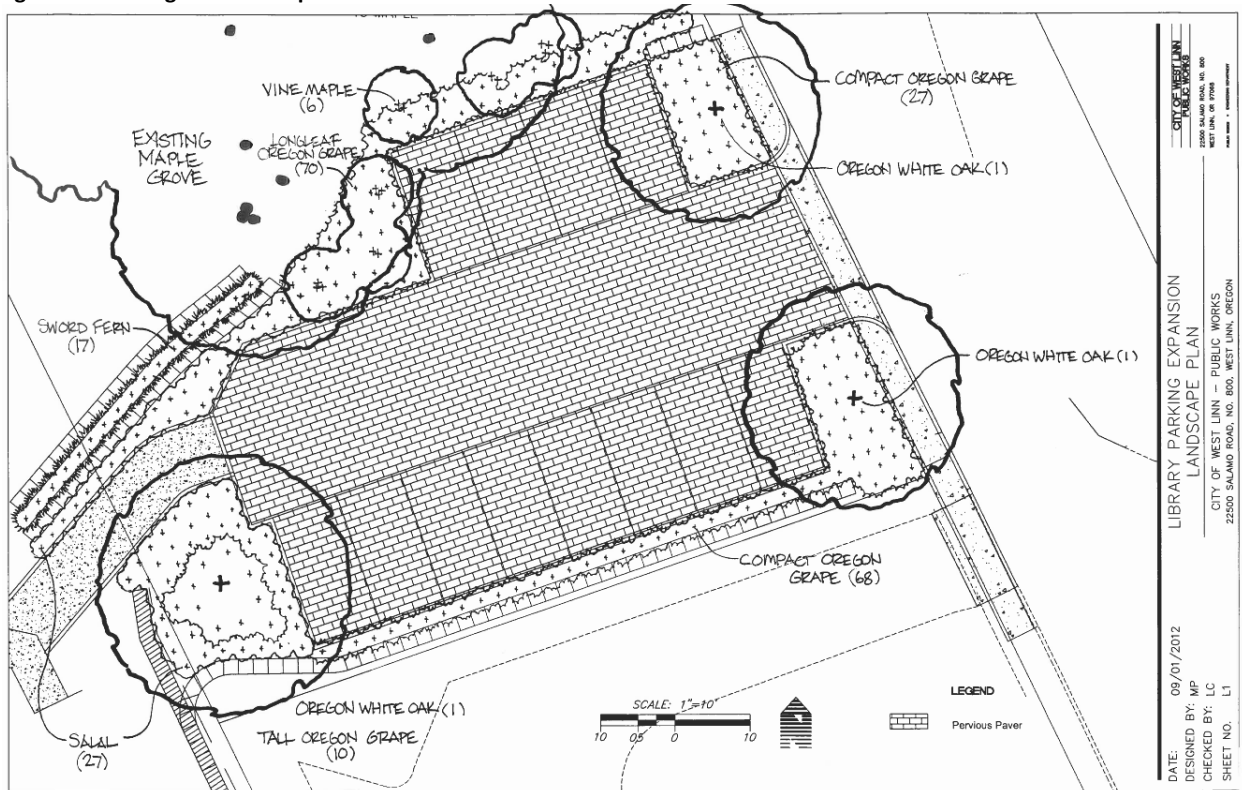 VINE MAPLE
(6)
EXISTING
MAPLE
GROVE
LONGLEAF
OREGON GRAPE
(70)
SWORD FERN
(17)
COMPACT OREGON GRAPE
(27)
OREGON WHITE OAK (1)
OREGON WHITE OAK (1)
COMPACT OREGON
GRAPE (68)
OREGON WHITE OAK (1)
TALL OREGON GRAPE
(10)
SALAL
(27)
SCALE: 1"=10'
10 05 0 10
LEGEND
Pervious Paver
CITY OF WEST LINN
PUBLIC WORKS
22500 SALAMO ROAD, NO. 800
WEST LINN, OR 97068
LIBRARY PARKING EXPANSION
LANDSCAPE PLAN
CITY OF WEST LINN – PUBLIC WORKS
22500 SALAMO ROAD, NO. 800, WEST LINN, OREGON
DATE: 09/01/2012
DESIGNED BY: MP
CHECKED BY: LC
SHEET NO. L1